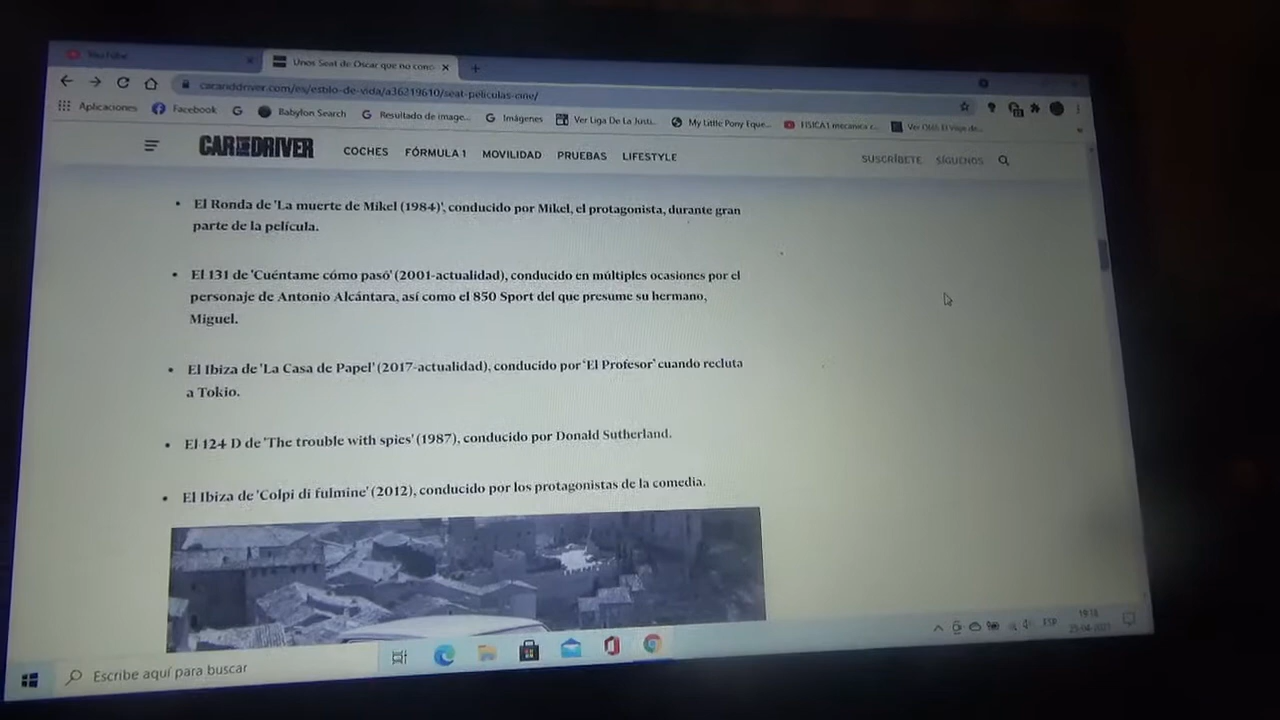 YouTube
Unos Seat de Oscar que no cono
caranddriver.com/es/estilo-de-vida/a36219610/seat-peliculas-cine/
Aplicaciones Facebook Babylon Search Resultado de image... Imágenes Ver Liga De La Justi... My Little Pony Eque... FISICA1 mecanica c...
CAR AND DRIVER COCHES FÓRMULA 1 MOVILIDAD PRUEBAS LIFESTYLE SUSCRÍBETE SÍGUENOS
• El Ronda de 'La muerte de Mikel (1984)', conducido por Mikel, el protagonista, durante gran
parte de la película.
• El 131 de 'Cuéntame cómo pasó' (2001-actualidad), conducido en múltiples ocasiones por el
personaje de Antonio Alcántara, así como el 850 Sport del que presume su hermano,
Miguel.
• El Ibiza de 'La Casa de Papel' (2017-actualidad), conducido por 'El Profesor' cuando recluta
a Tokio.
• El 124 D de 'The trouble with spies' (1987), conducido por Donald Sutherland.
• El Ibiza de 'Colpi di fulmine' (2012), conducido por los protagonistas de la comedia.
Escribe aquí para buscar
ESP
19:18